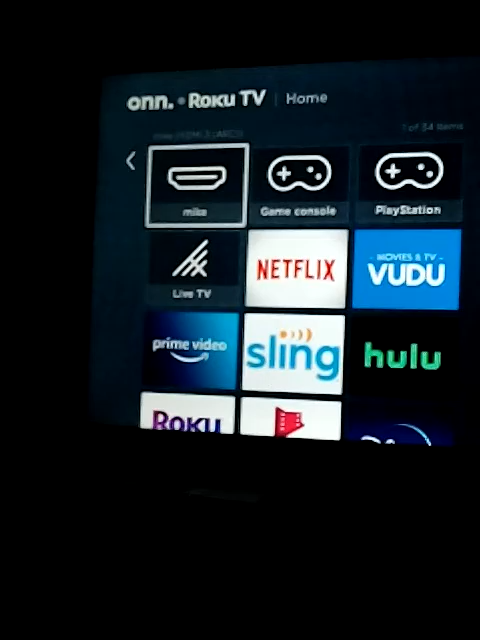 onn. • Roku TV | Home
1 of 34 items
mike
Game console
PlayStation
Live TV
NETFLIX
- MOVIES & TV -
VUDU
prime video
sling
hulu
Roku